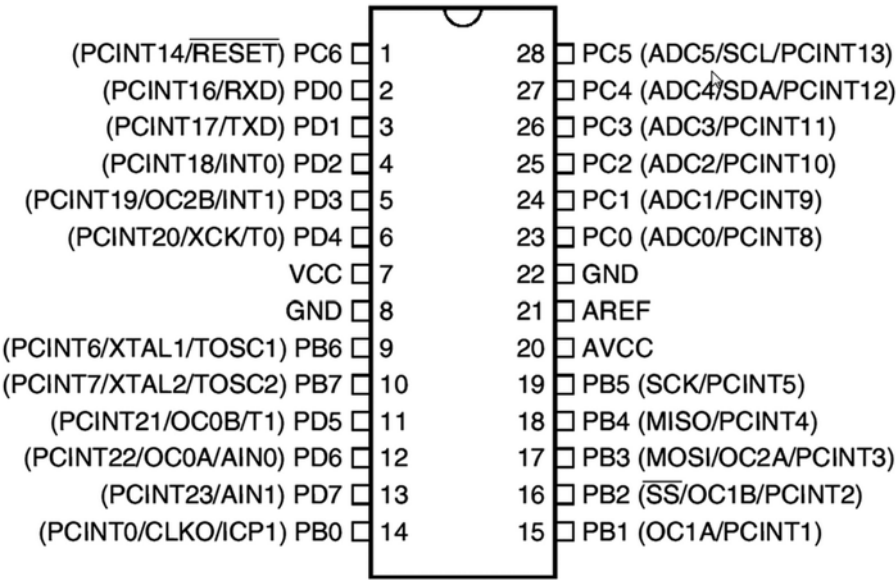 (PCINT14/RESET) PC6 1 28 PC5 (ADC5/SCL/PCINT13)
(PCINT16/RXD) PD0 2 27 PC4 (ADC4/SDA/PCINT12)
(PCINT17/TXD) PD1 3 26 PC3 (ADC3/PCINT11)
(PCINT18/INT0) PD2 4 25 PC2 (ADC2/PCINT10)
(PCINT19/OC2B/INT1) PD3 5 24 PC1 (ADC1/PCINT9)
(PCINT20/XCK/T0) PD4 6 23 PC0 (ADC0/PCINT8)
VCC 7 22 GND
GND 8 21 AREF
(PCINT6/XTAL1/TOSC1) PB6 9 20 AVCC
(PCINT7/XTAL2/TOSC2) PB7 10 19 PB5 (SCK/PCINT5)
(PCINT21/OC0B/T1) PD5 11 18 PB4 (MISO/PCINT4)
(PCINT22/OC0A/AIN0) PD6 12 17 PB3 (MOSI/OC2A/PCINT3)
(PCINT23/AIN1) PD7 13 16 PB2 (SS/OC1B/PCINT2)
(PCINT0/CLKO/ICP1) PB0 14 15 PB1 (OC1A/PCINT1)